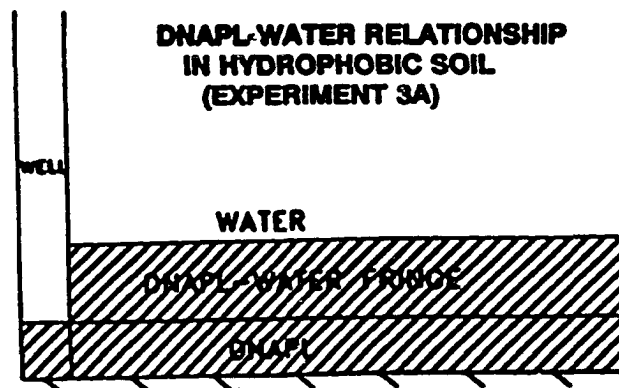 DNAPL-WATER RELATIONSHIP
IN HYDROPHOBIC SOIL
(EXPERIMENT 3A)
WELL
WATER
DNAPL-WATER FRINGE
DNAPL